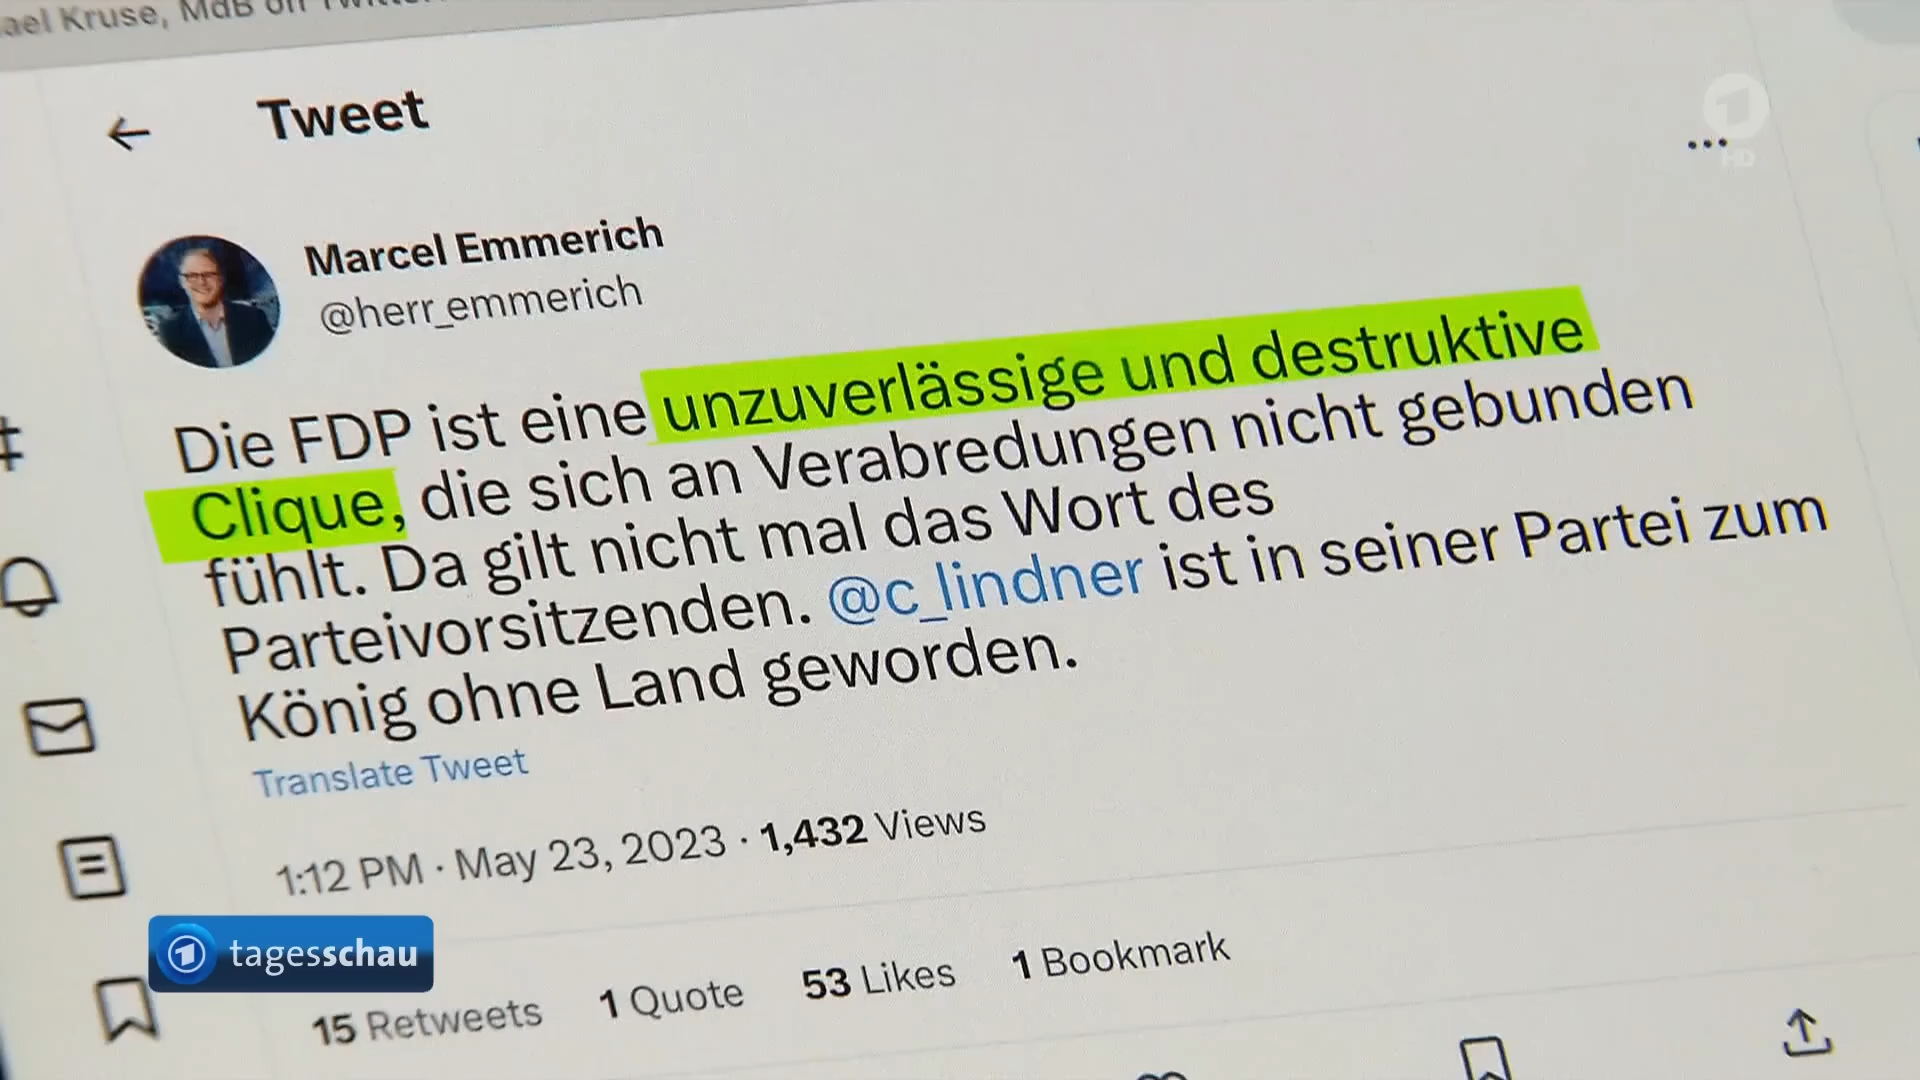 ael Kruse, MdB on Twitter
Tweet
HD
Marcel Emmerich
@herr_emmerich
Die FDP ist eine unzuverlässige und destruktive
Clique, die sich an Verabredungen nicht gebunden
fühlt. Da gilt nicht mal das Wort des
Parteivorsitzenden. @c_lindner ist in seiner Partei zum
König ohne Land geworden.
Translate Tweet
1:12 PM · May 23, 2023 · 1,432 Views
tagesschau
15 Retweets 1 Quote 53 Likes 1 Bookmark